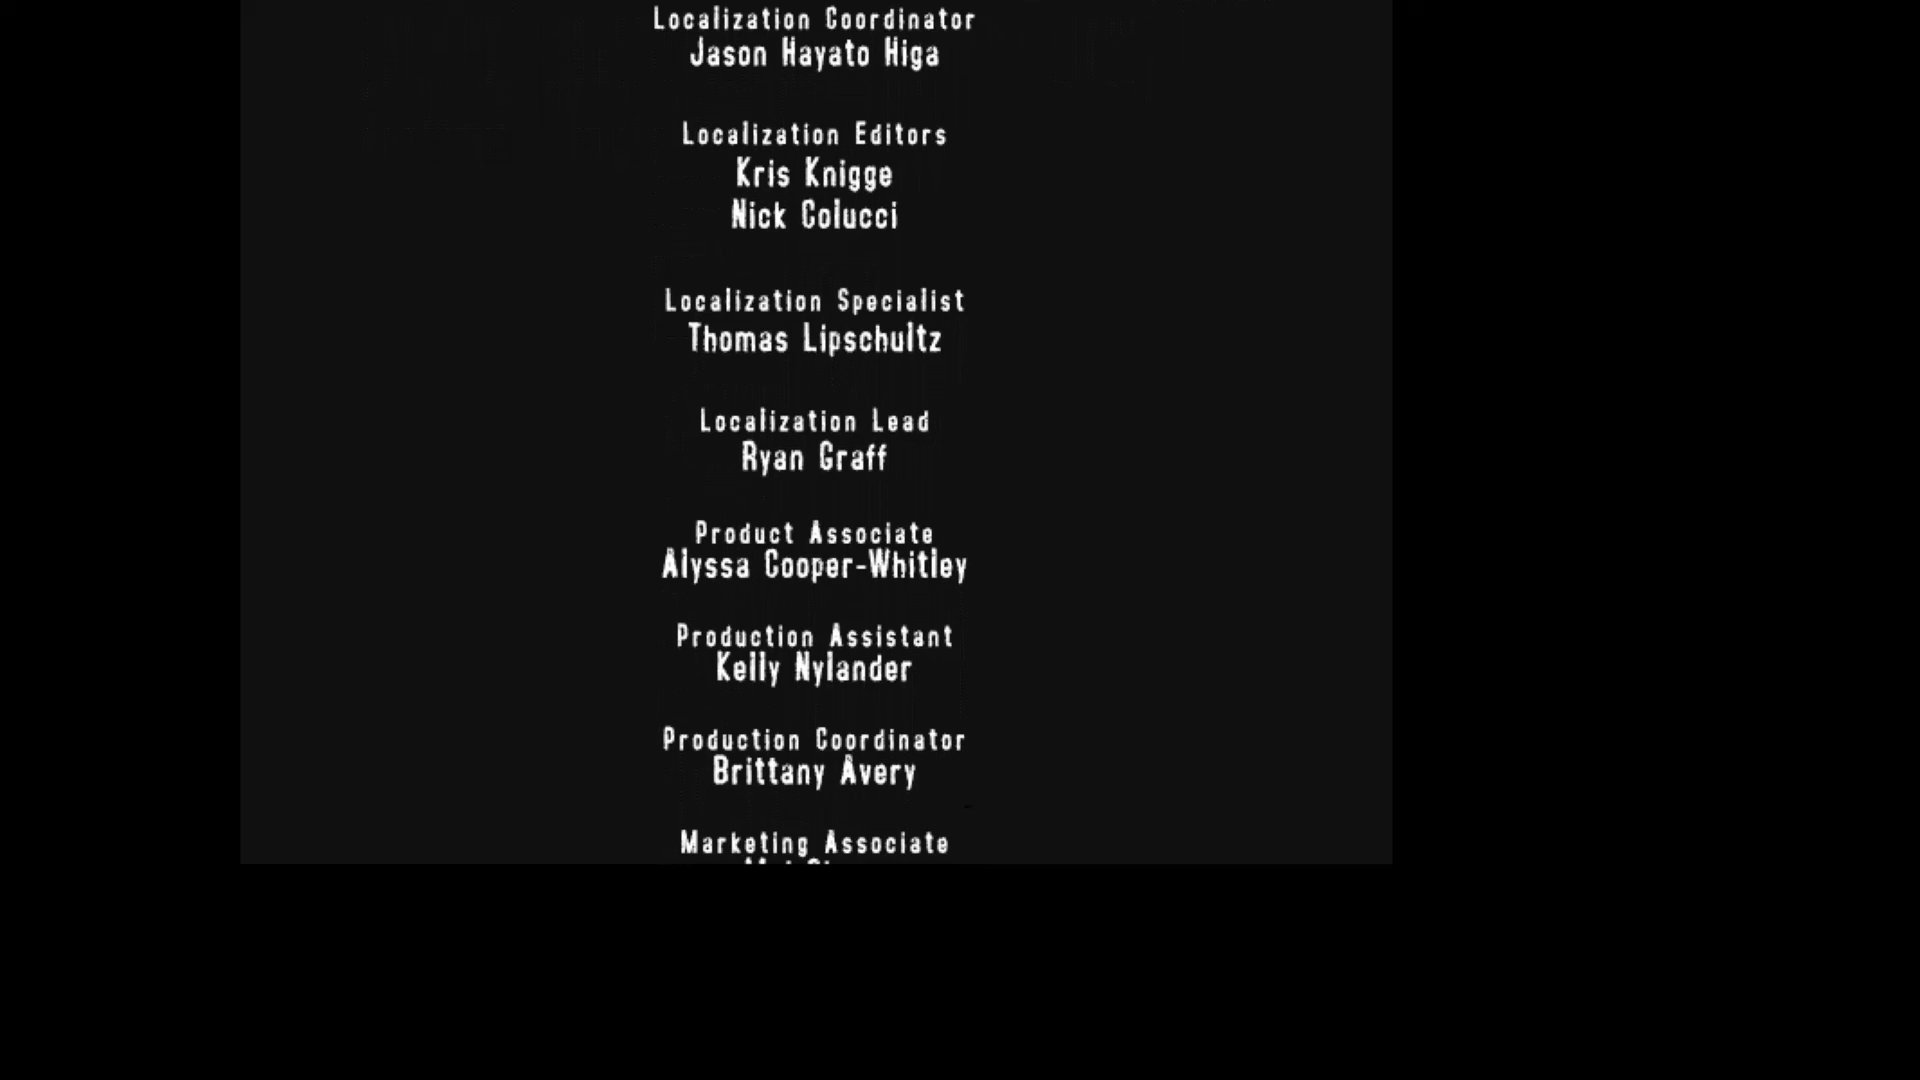 Localization Coordinator
Jason Hayato Higa
Localization Editors
Kris Knigge
Nick Colucci
Localization Specialist
Thomas Lipschultz
Localization Lead
Ryan Graff
Product Associate
Alyssa Cooper-Whitley
Production Assistant
Kelly Nylander
Production Coordinator
Brittany Avery
Marketing Associate